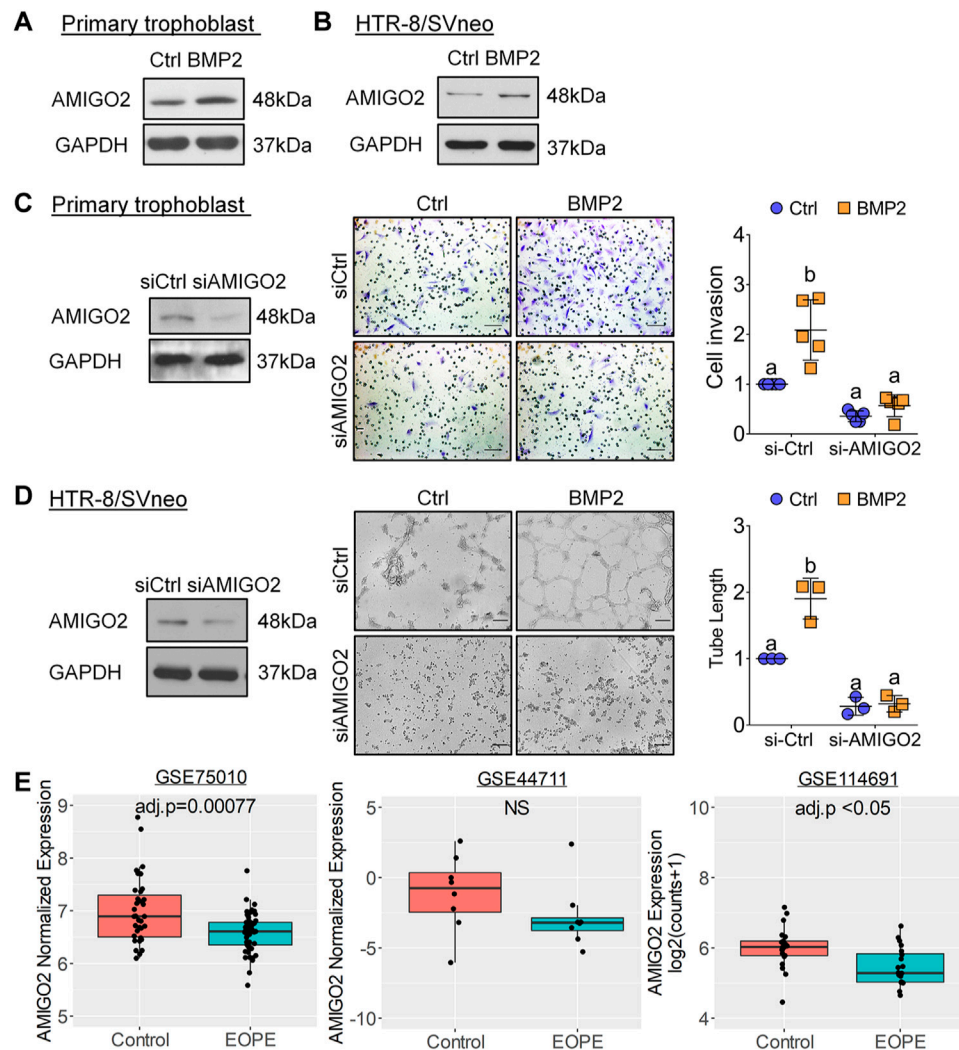 A Primary trophoblast
Ctrl BMP2
AMIGO2 48kDa
GAPDH 37kDa
B HTR-8/SVneo
Ctrl BMP2
AMIGO2 48kDa
GAPDH 37kDa
C Primary trophoblast
siCtrl siAMIGO2
AMIGO2 48kDa
GAPDH 37kDa
Ctrl BMP2
siCtrl
siAMIGO2
Ctrl BMP2
Cell invasion
4
3
2
1
0
a
b
a
a
si-Ctrl si-AMIGO2
D HTR-8/SVneo
siCtrl siAMIGO2
AMIGO2 48kDa
GAPDH 37kDa
Ctrl BMP2
siCtrl
siAMIGO2
Ctrl BMP2
Tube Length
3
2
1
0
a
b
a
a
si-Ctrl si-AMIGO2
E
GSE75010
adj.p=0.00077
AMIGO2 Normalized Expression
9
8
7
6
5
Control EOPE
GSE44711
NS
AMIGO2 Normalized Expression
5
0
-5
-10
Control EOPE
GSE114691
adj.p <0.05
AMIGO2 Expression
log2(counts+1)
10
8
6
4
Control EOPE